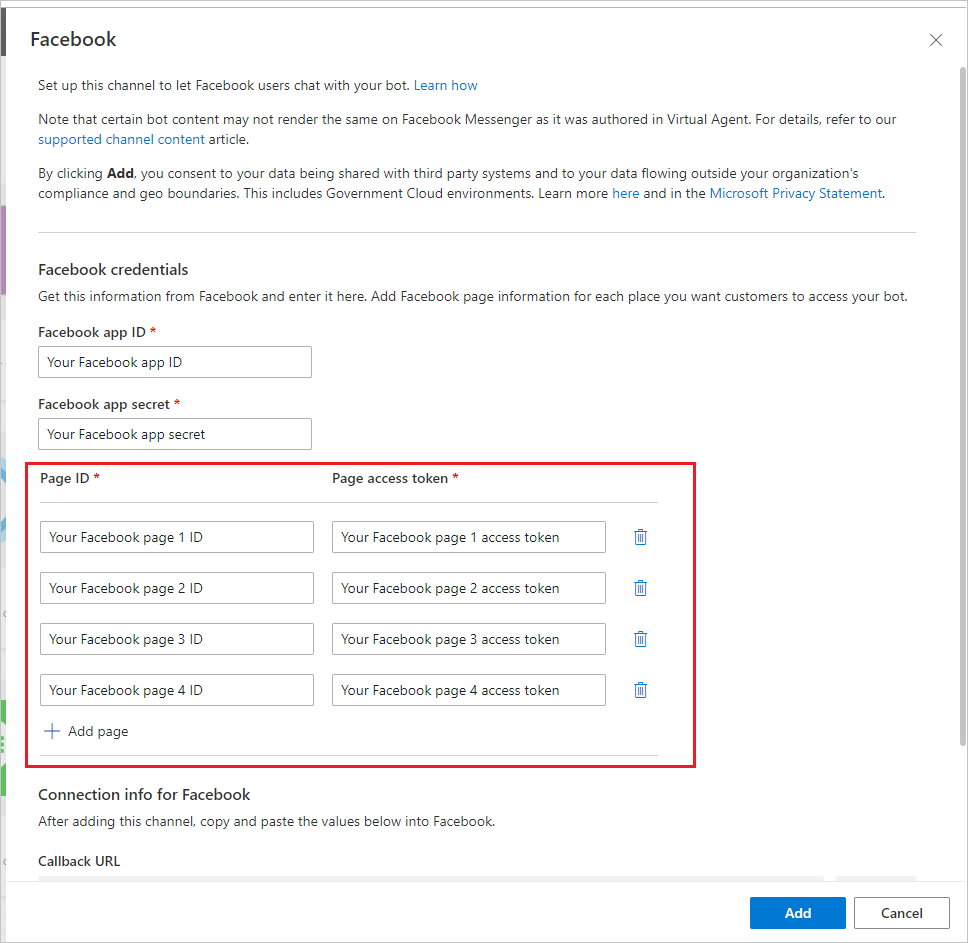 Facebook
Set up this channel to let Facebook users chat with your bot. Learn how
Note that certain bot content may not render the same on Facebook Messenger as it was authored in Virtual Agent. For details, refer to our
supported channel content article.
By clicking Add, you consent to your data being shared with third party systems and to your data flowing outside your organization's
compliance and geo boundaries. This includes Government Cloud environments. Learn more here and in the Microsoft Privacy Statement.
Facebook credentials
Get this information from Facebook and enter it here. Add Facebook page information for each place you want customers to access your bot.
Facebook app ID *
Your Facebook app ID
Facebook app secret *
Your Facebook app secret
Page ID * Page access token *
Your Facebook page 1 ID Your Facebook page 1 access token
Your Facebook page 2 ID Your Facebook page 2 access token
Your Facebook page 3 ID Your Facebook page 3 access token
Your Facebook page 4 ID Your Facebook page 4 access token
Add page
Connection info for Facebook
After adding this channel, copy and paste the values below into Facebook.
Callback URL
Add Cancel